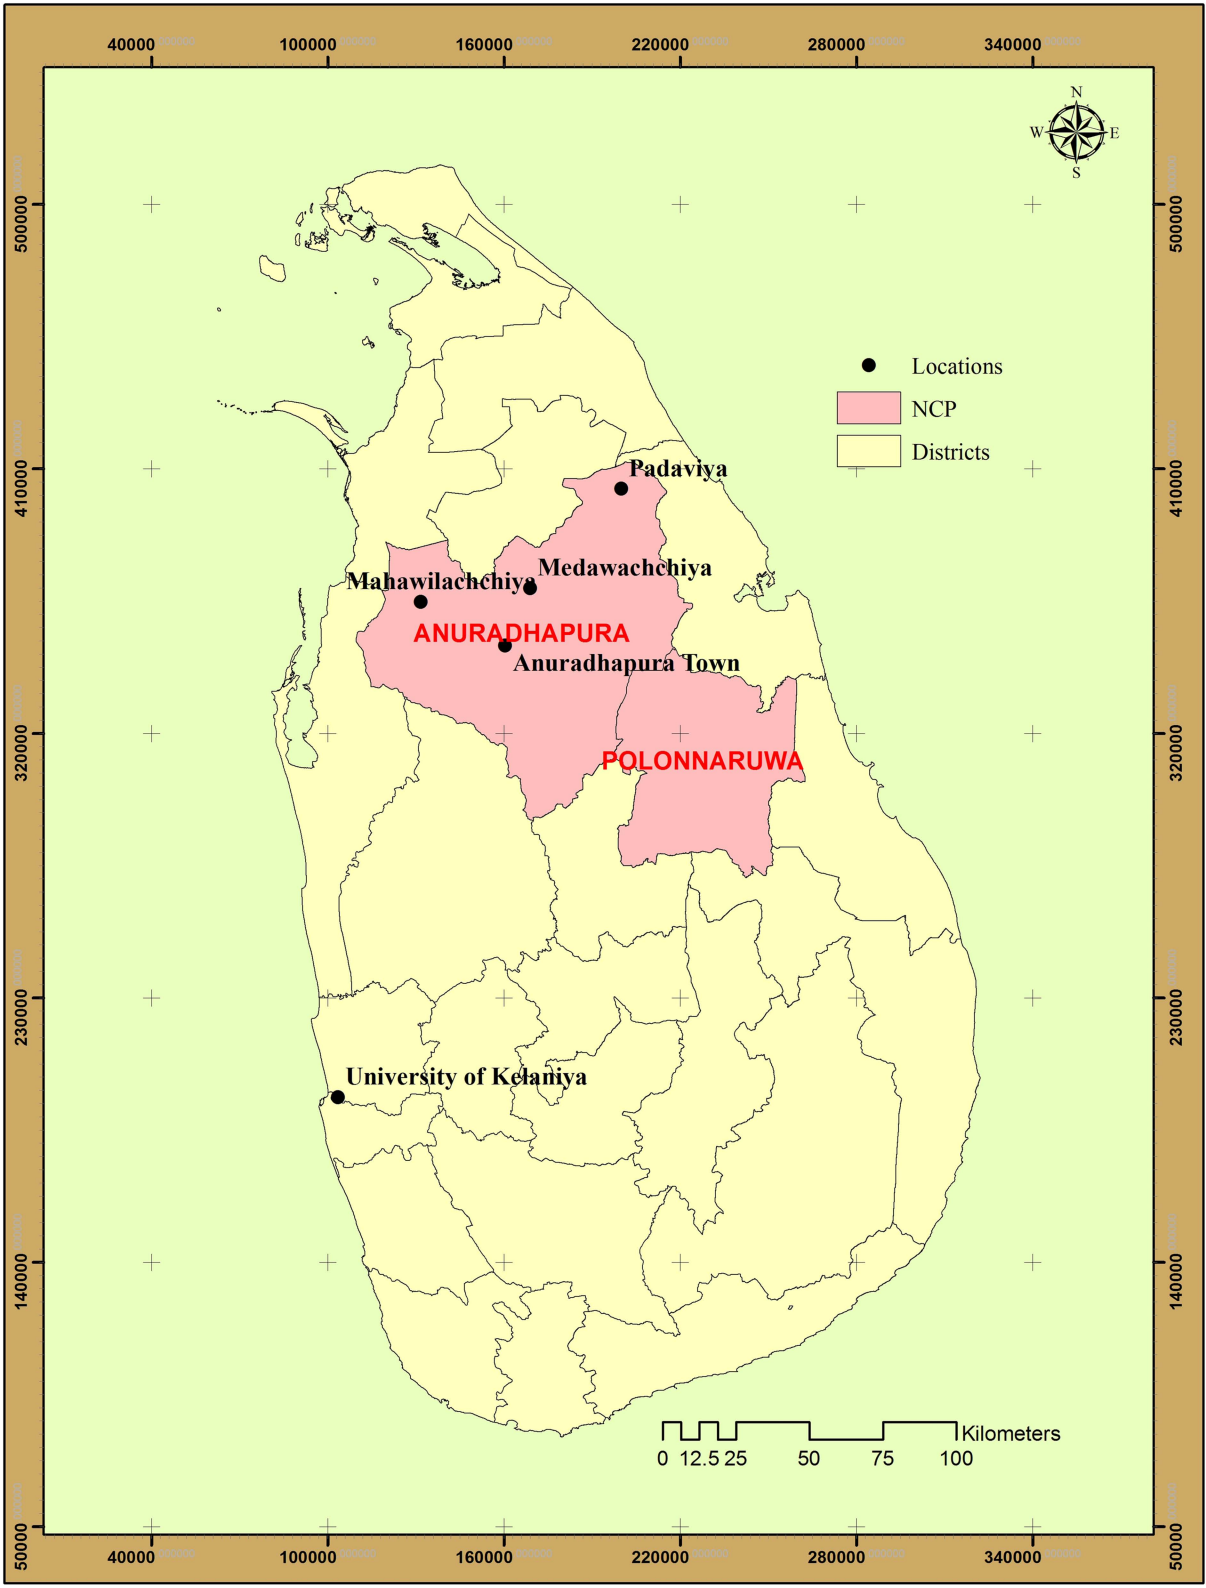 40000 100000 160000 220000 280000 340000
N
W E
S
500000 500000
Locations
NCP
Districts
410000 410000
Padaviya
Medawachchiya
Mahawilachchiya
ANURADHAPURA
Anuradhapura Town
320000 320000
POLONNARUWA
230000 230000
University of Kelaniya
140000 140000
Kilometers
0 12.5 25 50 75 100
50000 50000
40000 100000 160000 220000 280000 340000